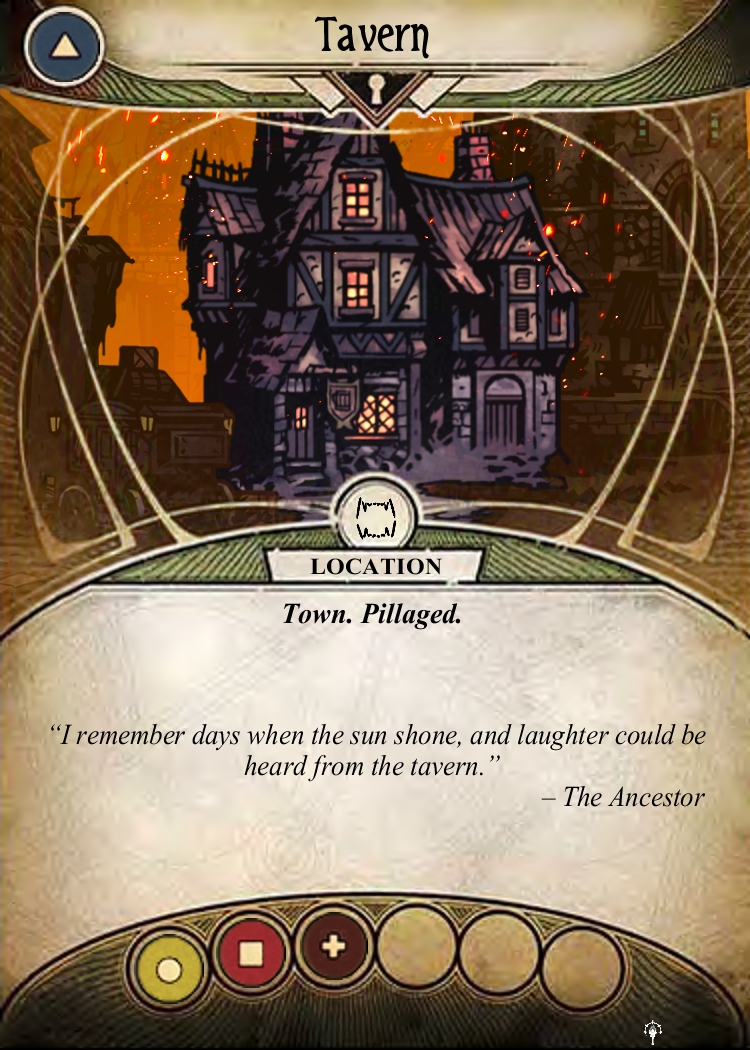 Tavern
LOCATION
Town. Pillaged.
“I remember days when the sun shone, and laughter could be
heard from the tavern.”
– The Ancestor